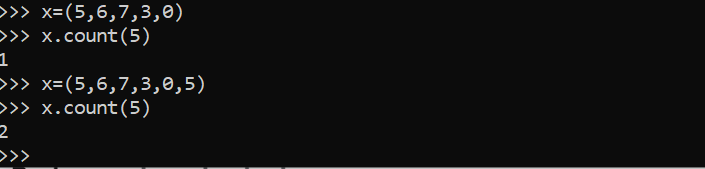 >>> x=(5,6,7,3,0)
>>> x.count(5)
1
>>> x=(5,6,7,3,0,5)
>>> x.count(5)
2
>>>